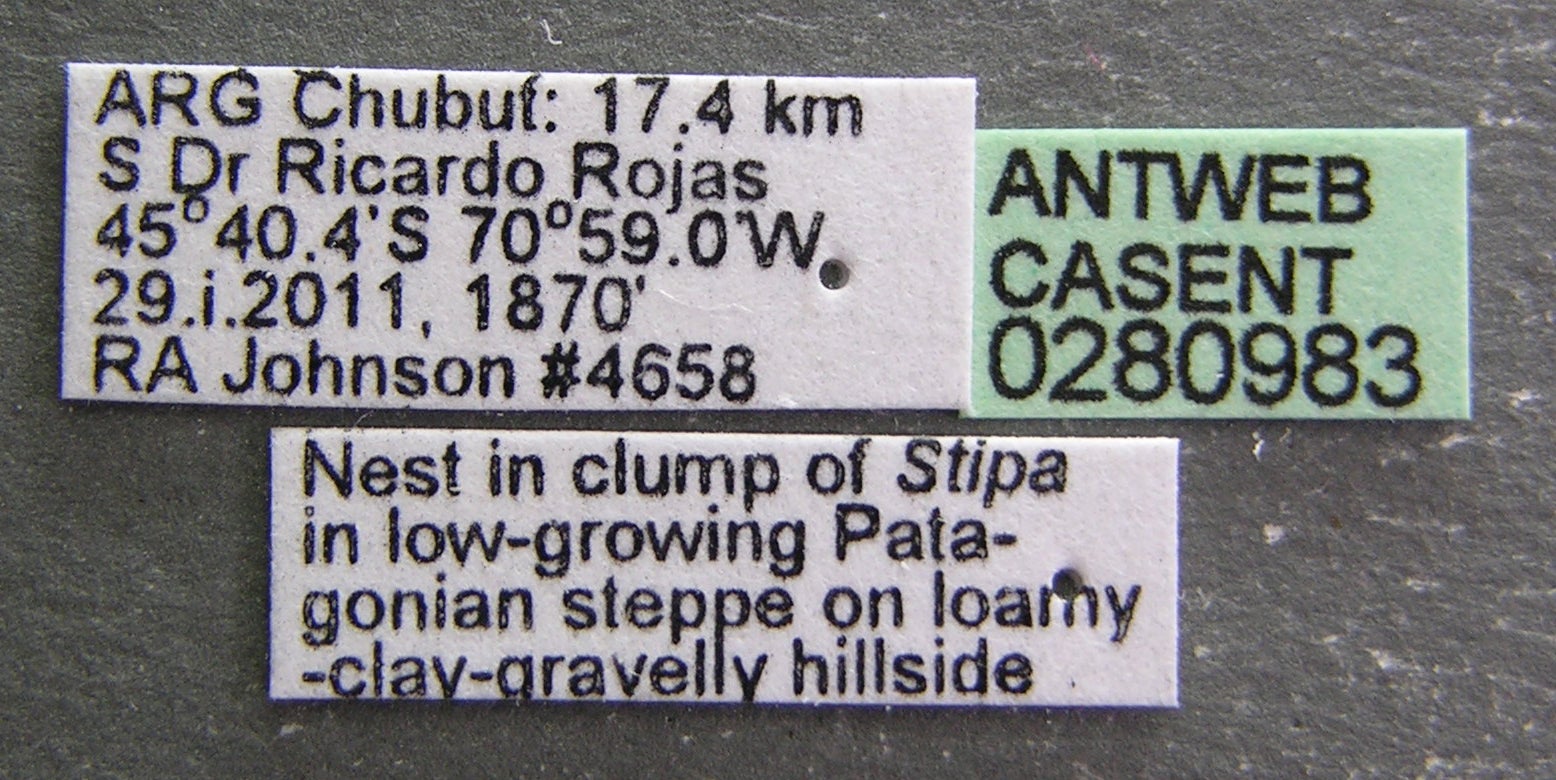 ARG Chubut: 17.4 km
S Dr Ricardo Rojas
45°40.4'S 70°59.0'W
29.i.2011, 1870'
RA Johnson #4658
ANTWEB
CASENT
0280983
Nest in clump of Stipa
in low-growing Pata-
gonian steppe on loamy
-clay-gravelly hillside